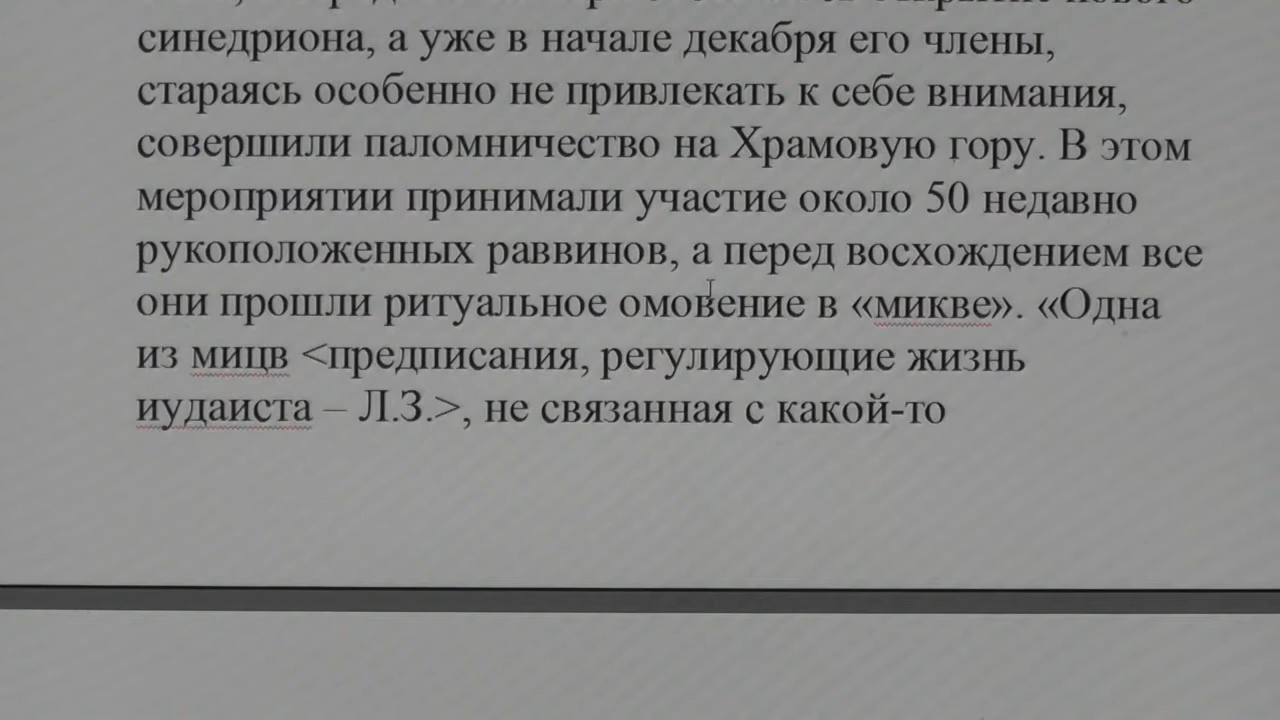 синедриона, а уже в начале декабря его члены,
стараясь особенно не привлекать к себе внимания,
совершили паломничество на Храмовую гору. В этом
мероприятии принимали участие около 50 недавно
рукоположенных раввинов, а перед восхождением все
они прошли ритуальное омовение в «микве». «Одна
из мицв <предписания, регулирующие жизнь
иудаиста – Л.З.>, не связанная с какой-то